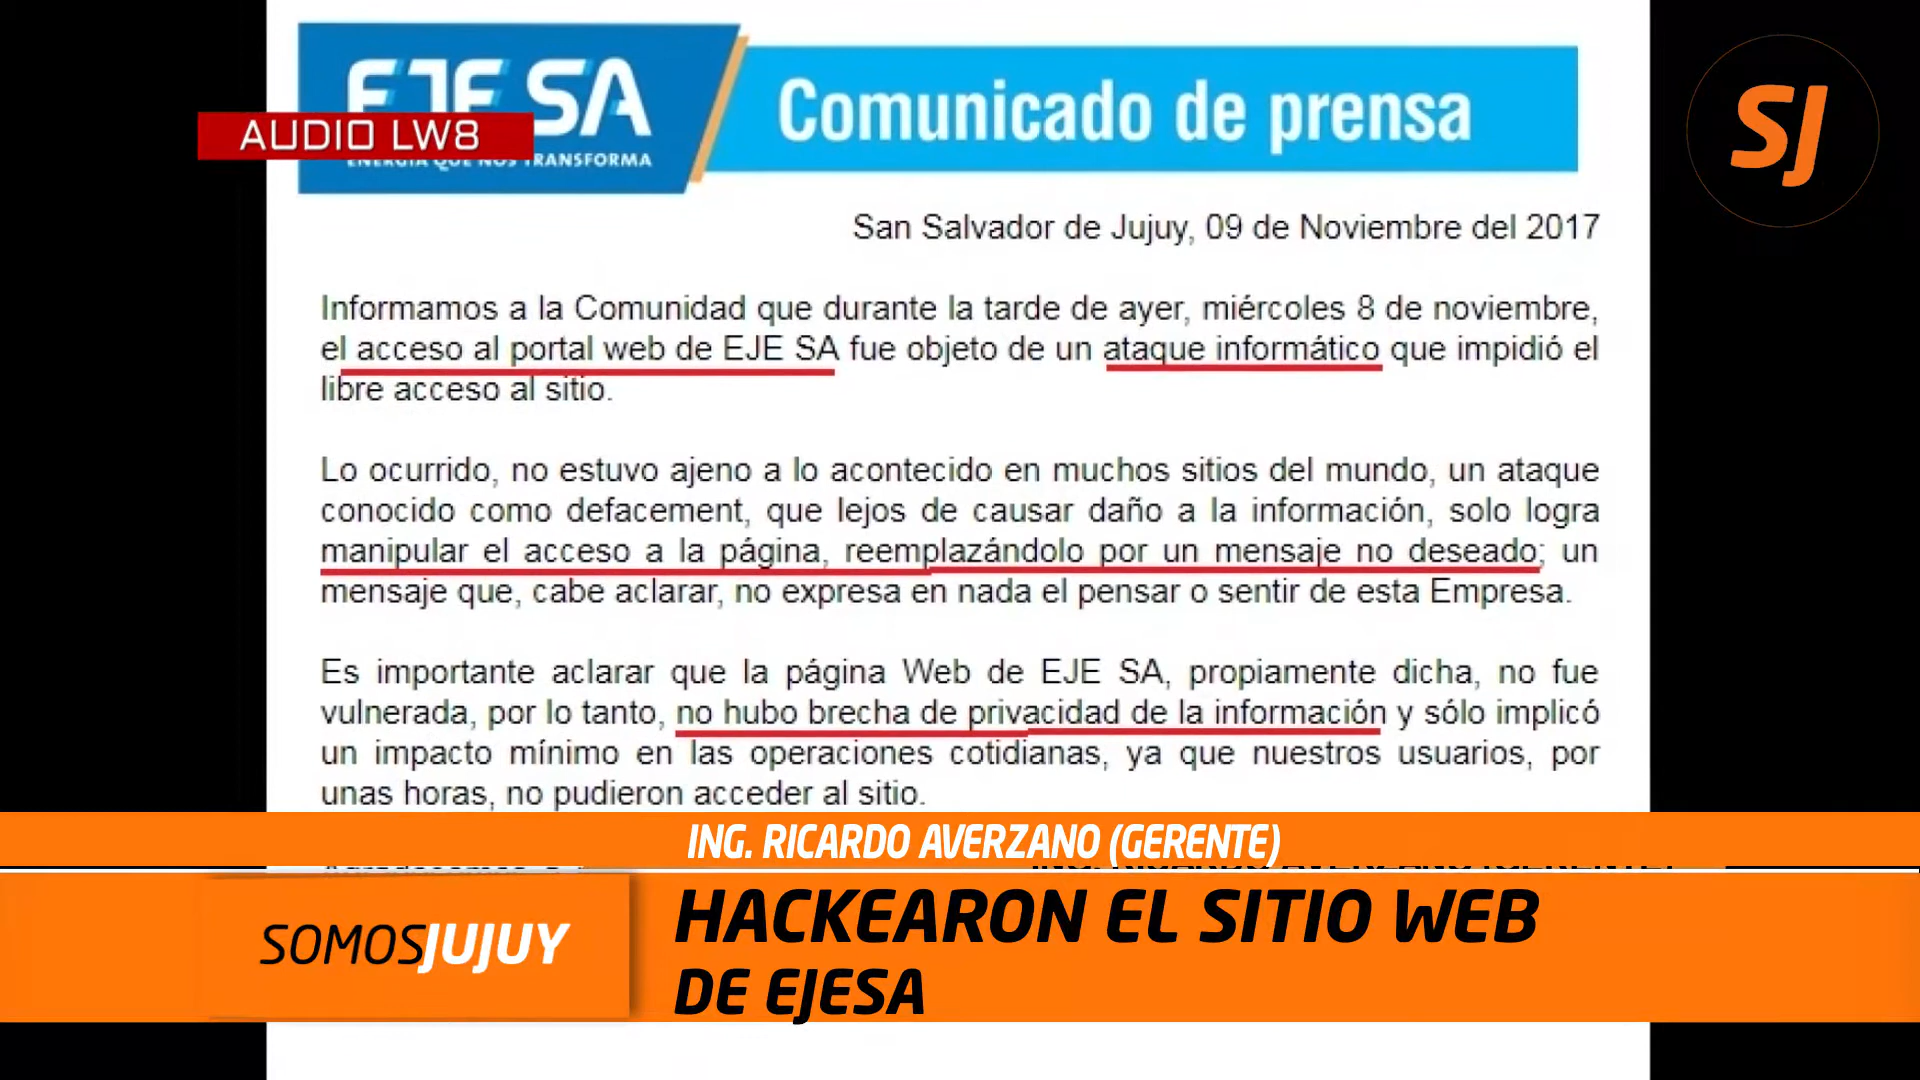 EJE SA
Comunicado de prensa
SJ
AUDIO LW8
TRANSFORMA
San Salvador de Jujuy, 09 de Noviembre del 2017
Informamos a la Comunidad que durante la tarde de ayer, miércoles 8 de noviembre,
el acceso al portal web de EJE SA fue objeto de un ataque informático que impidió el
libre acceso al sitio.
Lo ocurrido, no estuvo ajeno a lo acontecido en muchos sitios del mundo, un ataque
conocido como defacement, que lejos de causar daño a la información, solo logra
manipular el acceso a la página, reemplazándolo por un mensaje no deseado; un
mensaje que, cabe aclarar, no expresa en nada el pensar o sentir de esta Empresa.
Es importante aclarar que la página Web de EJE SA, propiamente dicha, no fue
vulnerada, por lo tanto, no hubo brecha de privacidad de la información y sólo implicó
un impacto mínimo en las operaciones cotidianas, ya que nuestros usuarios, por
unas horas, no pudieron acceder al sitio.
ING. RICARDO AVERZANO (GERENTE)
SOMOSJUJUY
HACKEARON EL SITIO WEB
DE EJESA